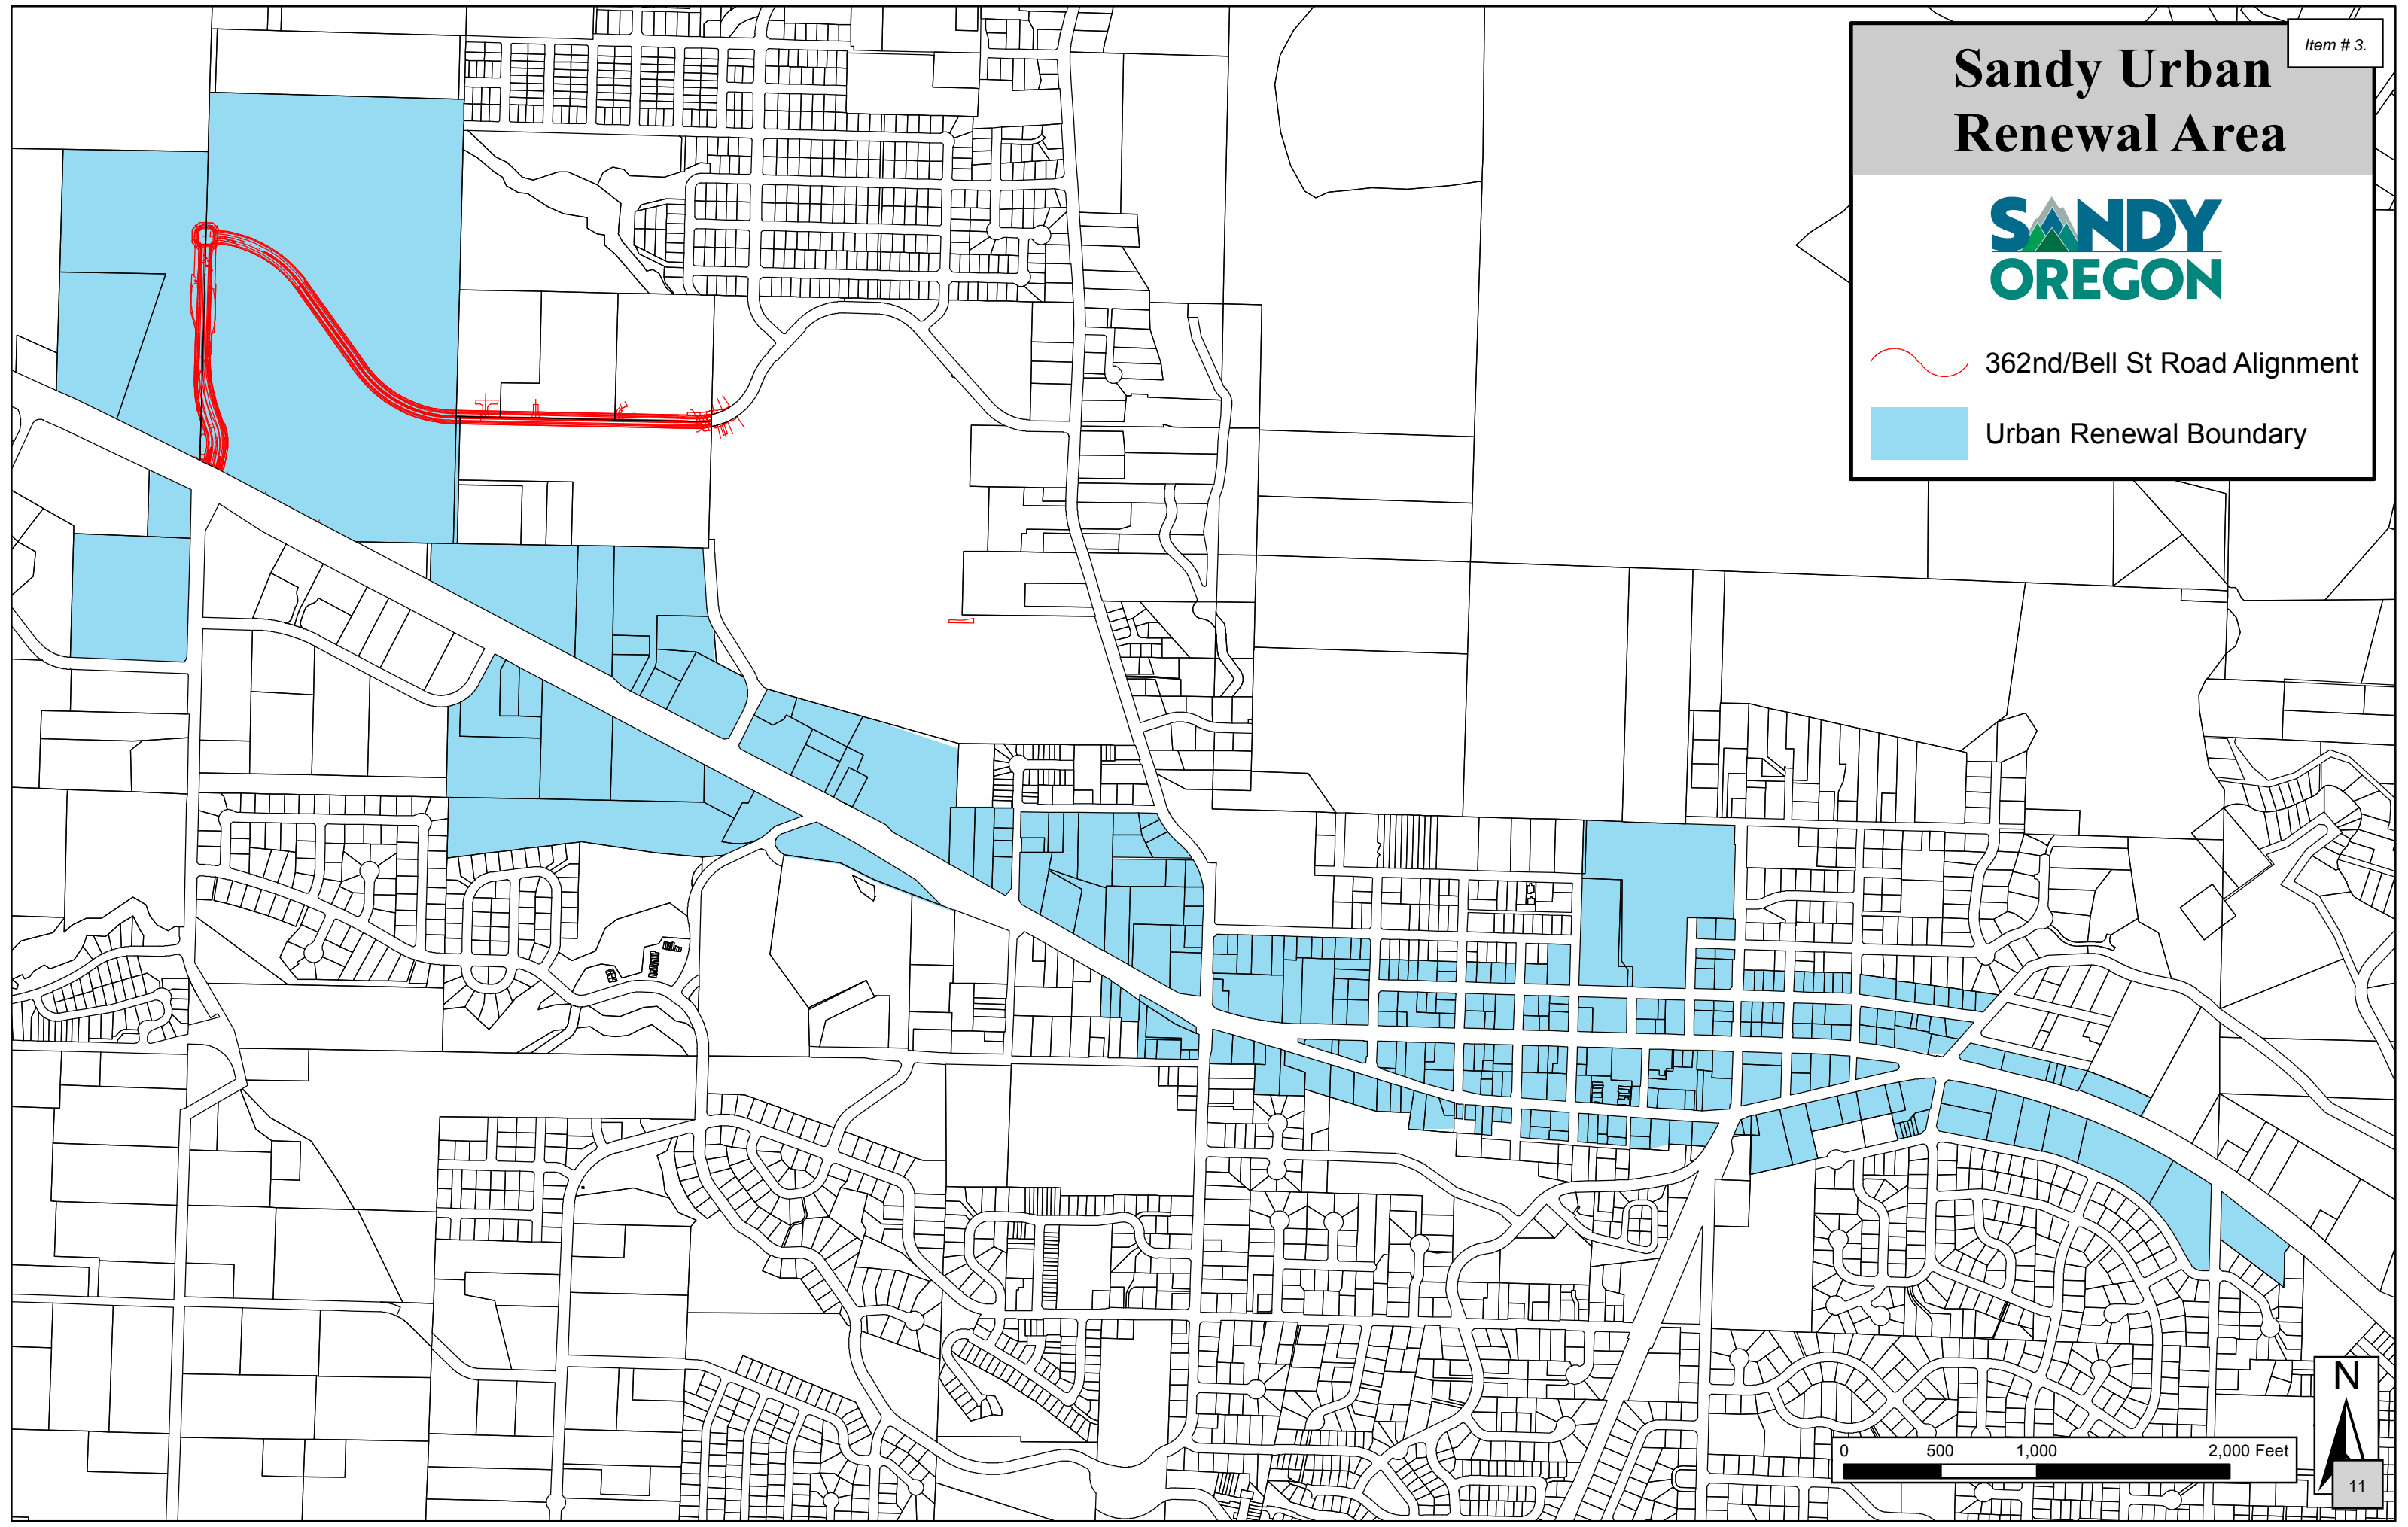 Item # 3.
Sandy Urban
Renewal Area
SANDY
OREGON
362nd/Bell St Road Alignment
Urban Renewal Boundary
N
0 500 1,000 2,000 Feet
11